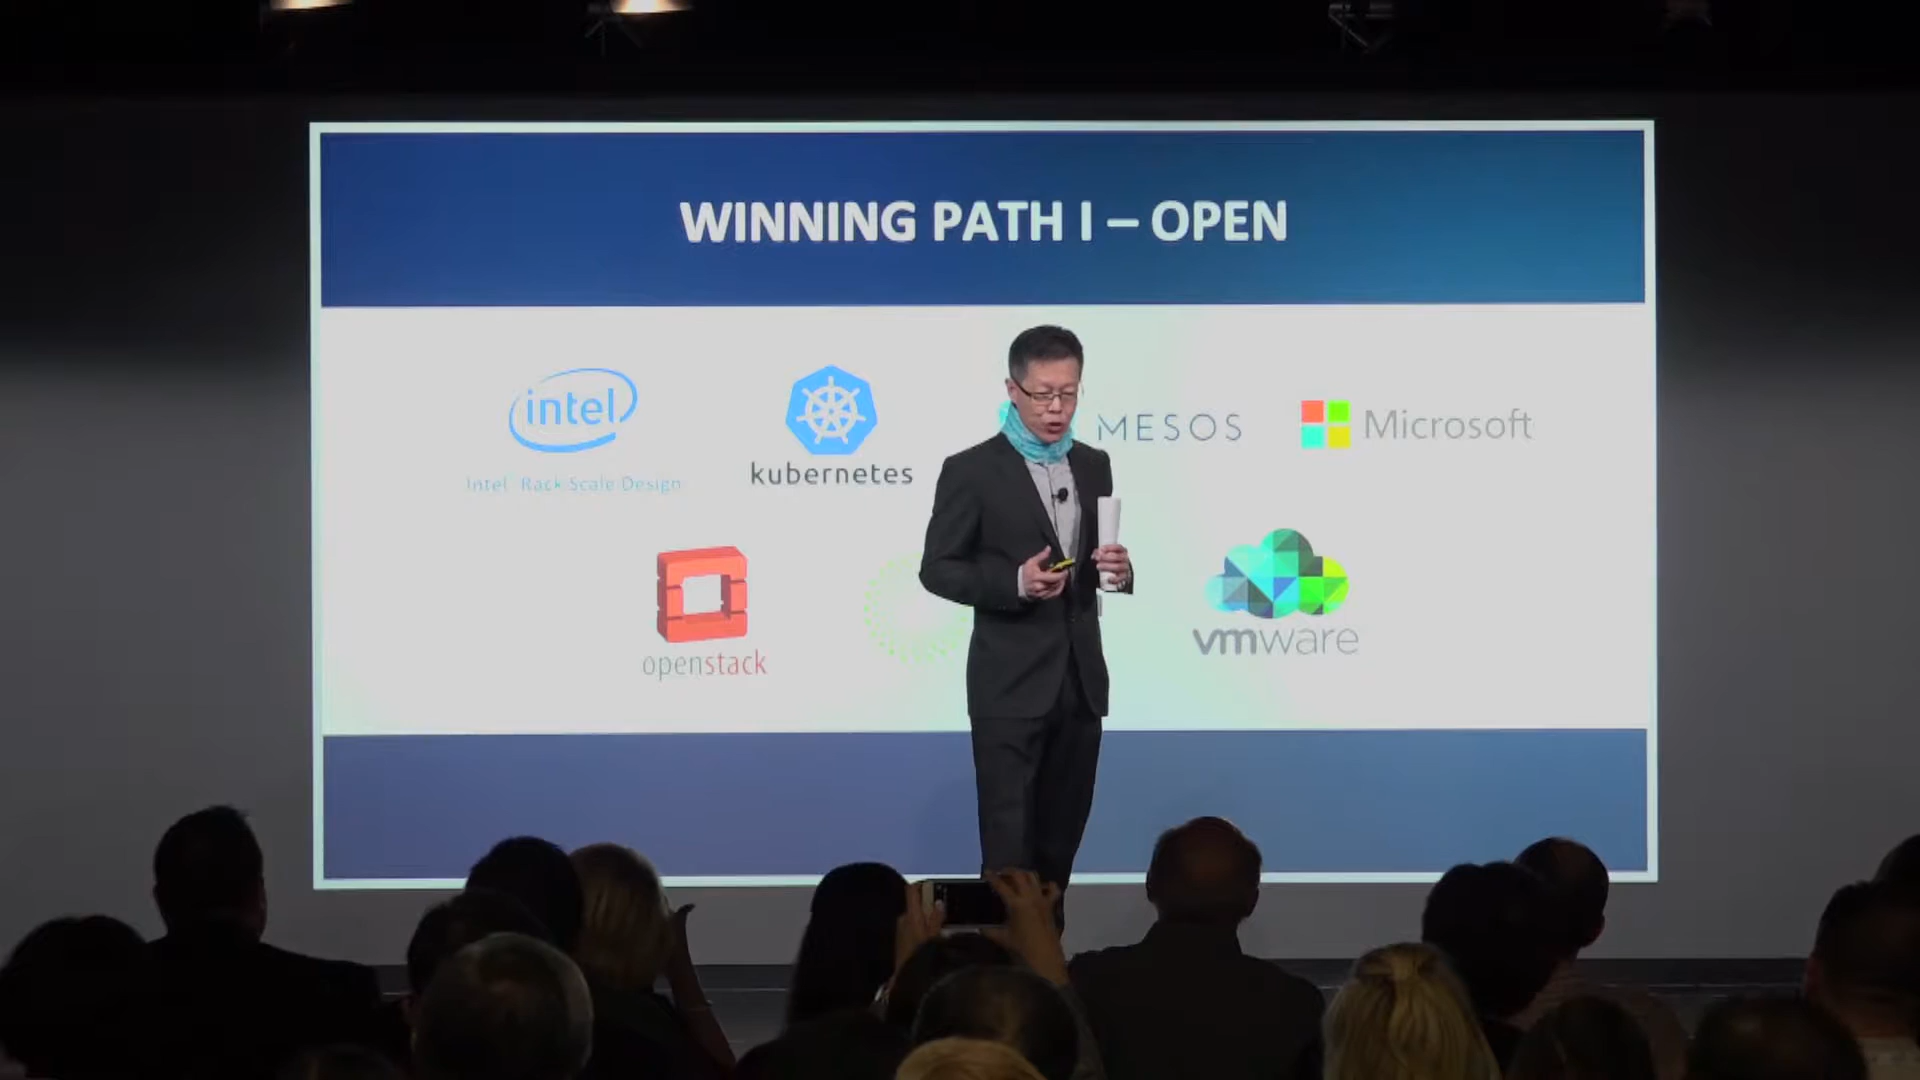 WINNING PATH I – OPEN
intel
Intel Rack Scale Design
kubernetes
MESOS
Microsoft
openstack
vmware